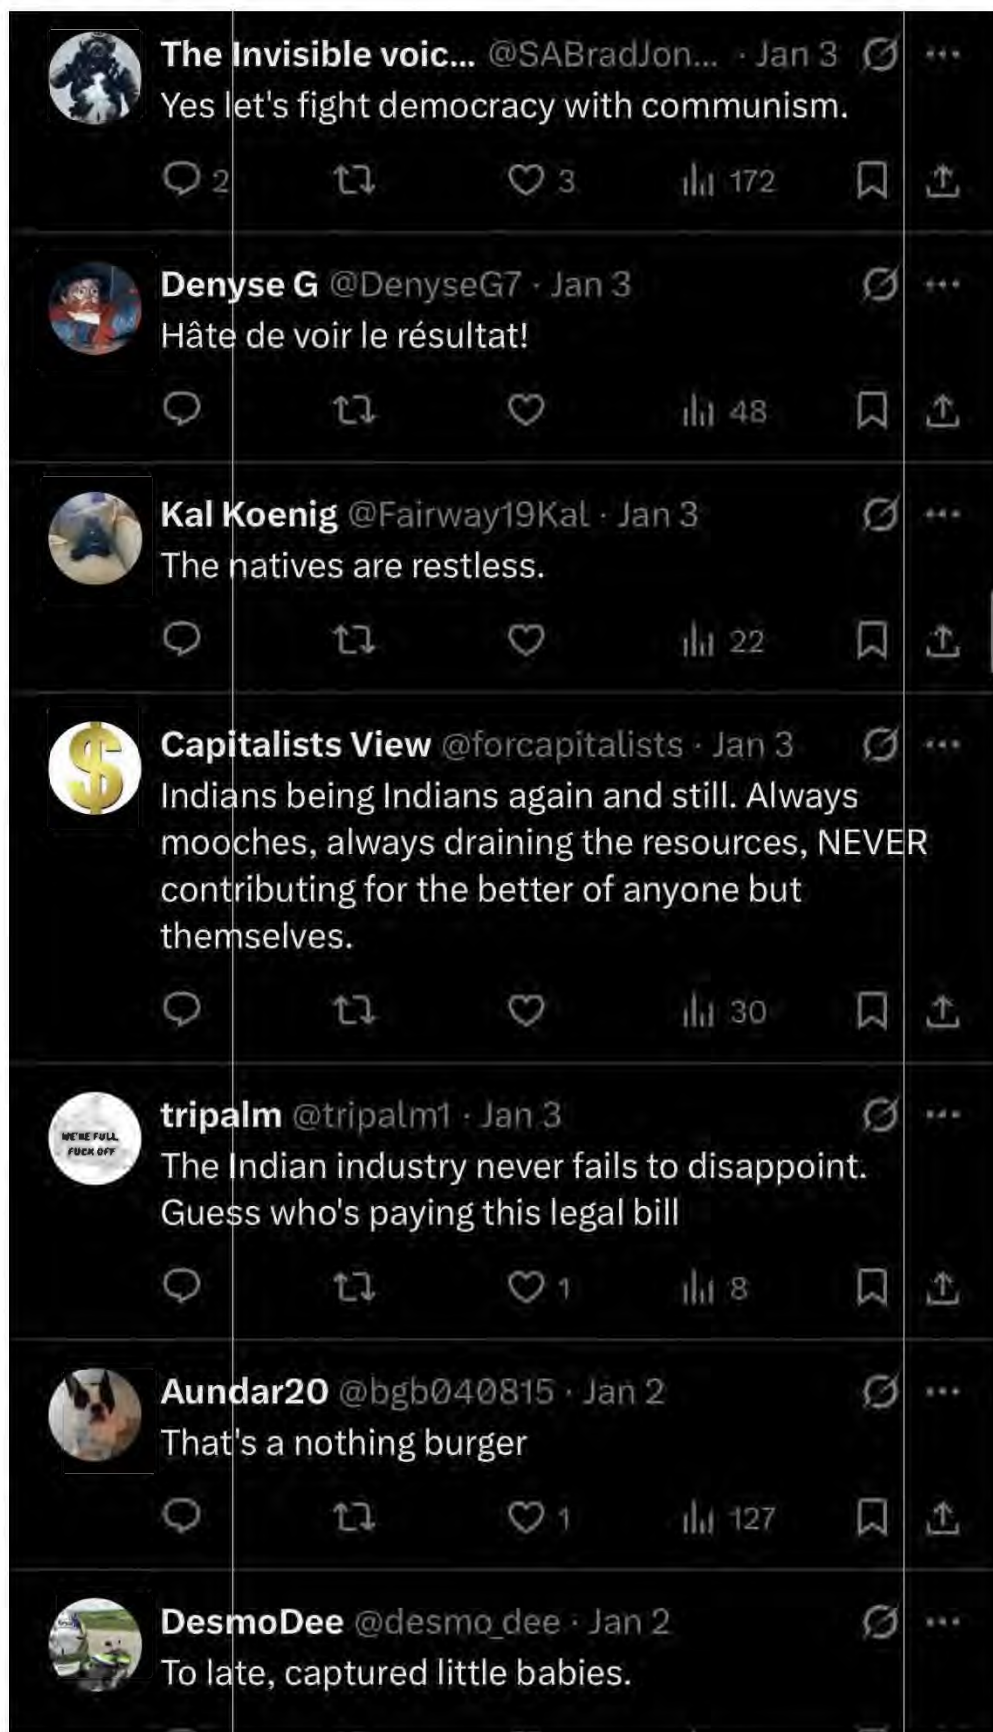 The Invisible voic... @SABradJon... · Jan 3
Yes let's fight democracy with communism.
2 3 172
Denyse G @DenyseG7 · Jan 3
Hâte de voir le résultat!
48
Kal Koenig @Fairway19Kal · Jan 3
The natives are restless.
22
Capitalists View @forcapitalists · Jan 3
Indians being Indians again and still. Always
mooches, always draining the resources, NEVER
contributing for the better of anyone but
themselves.
30
WE'RE FULL
FUCK OFF
tripalm @tripalm1 · Jan 3
The Indian industry never fails to disappoint.
Guess who's paying this legal bill
1 8
Aundar20 @bgb040815 · Jan 2
That's a nothing burger
1 127
DesmoDee @desmo_dee · Jan 2
To late, captured little babies.